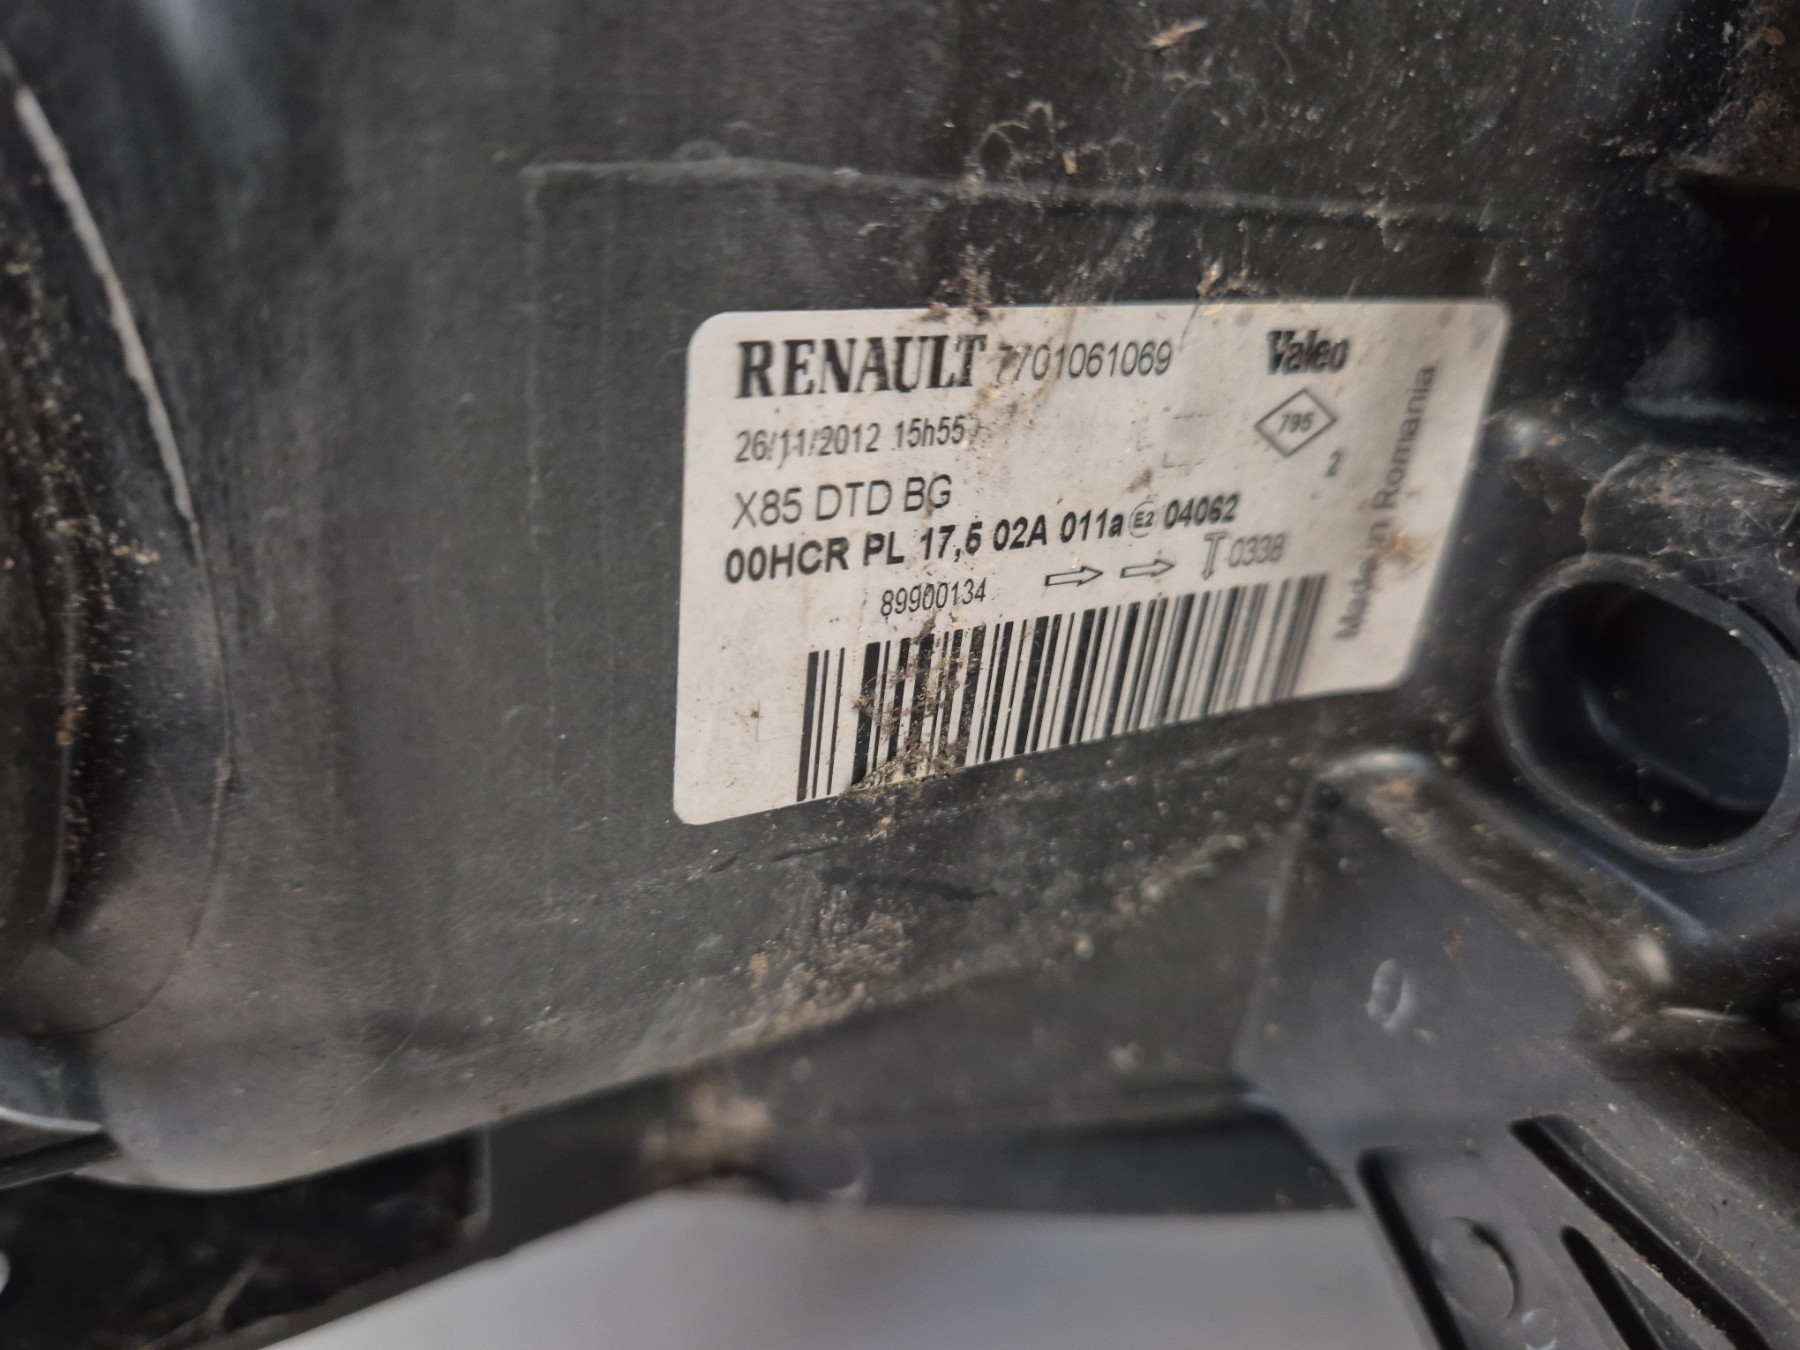 RENAULT 7701061069 Valeo
26/11/2012 15h55 795
2
X85 DTD BG
00HCR PL 17,5 02A 011a E2 04062
89900134 T 0338
Made in Romania